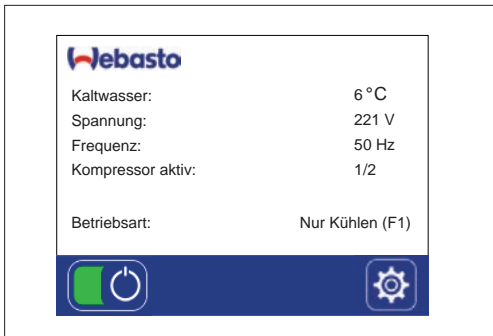 Webasto
Kaltwasser: 6°C
Spannung: 221 V
Frequenz: 50 Hz
Kompressor aktiv: 1/2
Betriebsart: Nur Kühlen (F1)